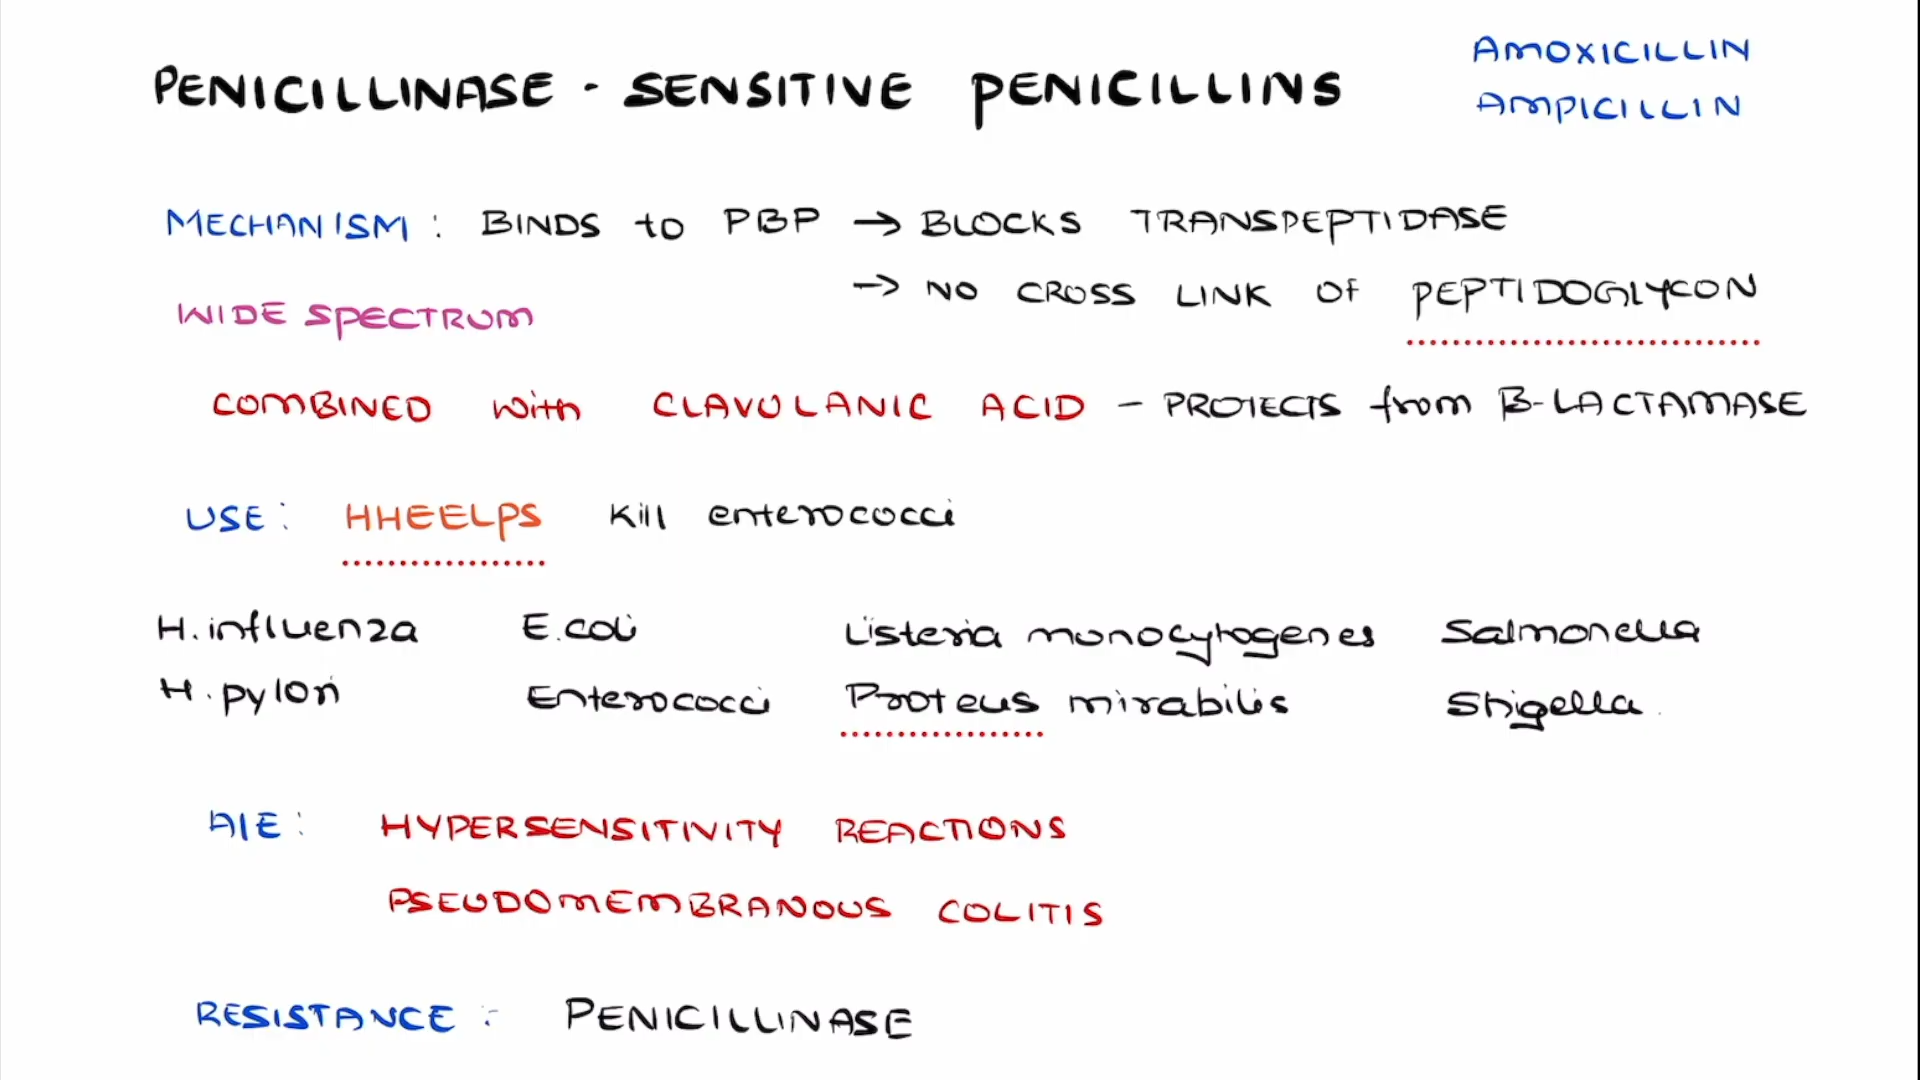 PENICILLINASE - SENSITIVE PENICILLINS
AMOXICILLIN
AMPICILLIN
MECHANISM: BINDS to PBP → BLOCKS TRANSPEPTIDASE
→ NO CROSS LINK OF PEPTIDOGLYCON
WIDE SPECTRUM
COMBINED with CLAVULANIC ACID - PROTECTS from B-LACTAMASE
USE: HHEELPS Kill enterococci
H.influenza E.coli Listeria monocytogenes Salmonella
H.pylori Enterococci Proteus mirabilis Shigella
A/E: HYPERSENSITIVITY REACTIONS
PSEUDOMEMBRANOUS COLITIS
RESISTANCE: PENICILLINASE